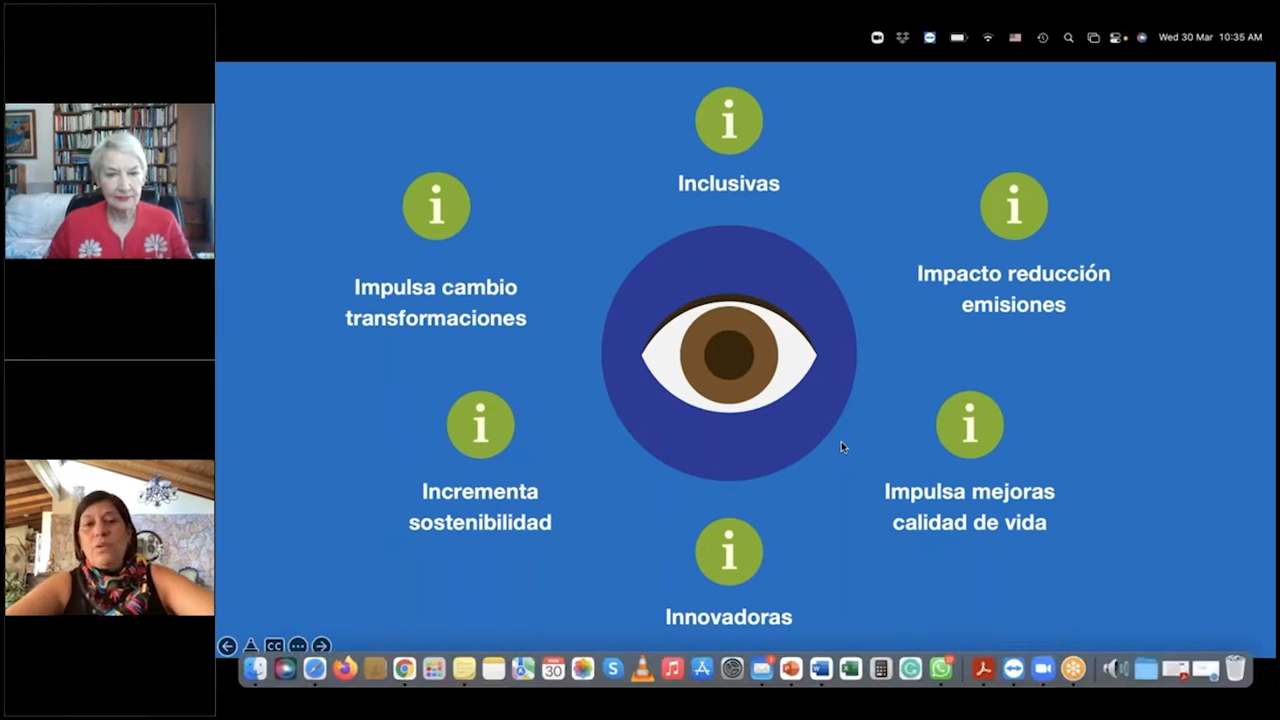 Wed 30 Mar 10:35 AM
i
Inclusivas
i
Impulsa cambio
transformaciones
i
Impacto reducción
emisiones
i
Incrementa
sostenibilidad
i
Impulsa mejoras
calidad de vida
i
Innovadoras
CC
30